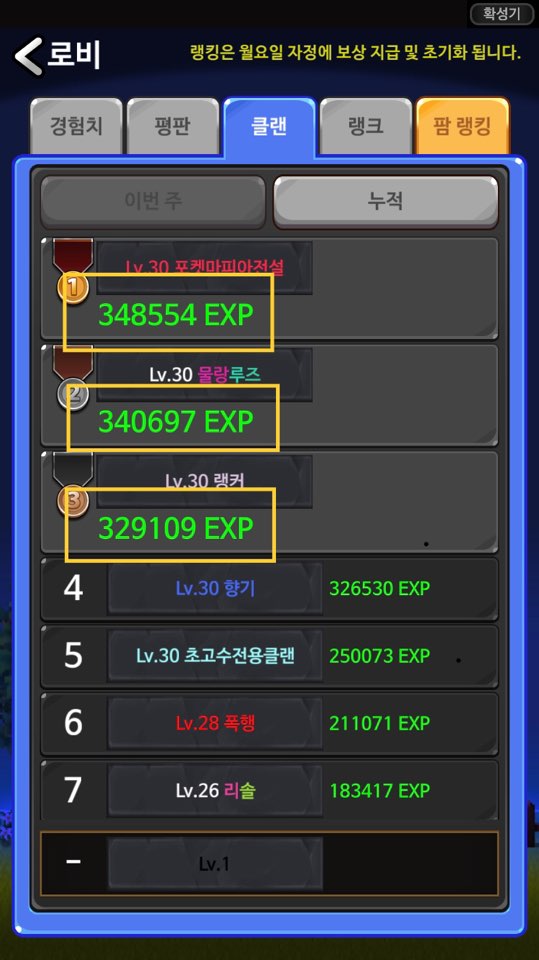 확성기
로비
랭킹은 월요일 자정에 보상 지급 및 초기화 됩니다.
경험치
평판
클랜
랭크
팜 랭킹
이번 주
누적
1
Lv.30 포켓마피아전설
348554 EXP
2
Lv.30 물랑루즈
340697 EXP
3
Lv.30 랭커
329109 EXP
4 Lv.30 향기 326530 EXP
5 Lv.30 초고수전용클랜 250073 EXP
6 Lv.28 폭행 211071 EXP
7 Lv.26 리솔 183417 EXP
– Lv.1